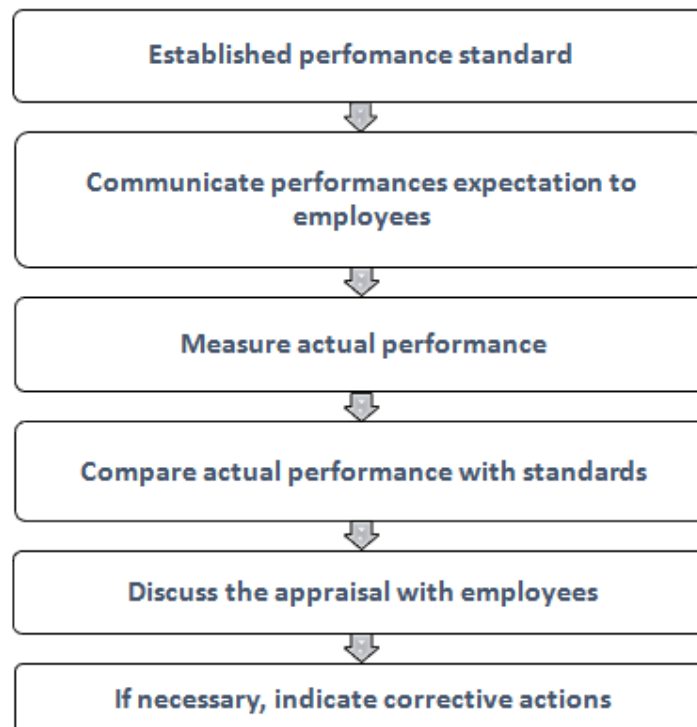 Established perfomance standard
Communicate performances expectation to
employees
Measure actual performance
Compare actual performance with standards
Discuss the appraisal with employees
If necessary, indicate corrective actions